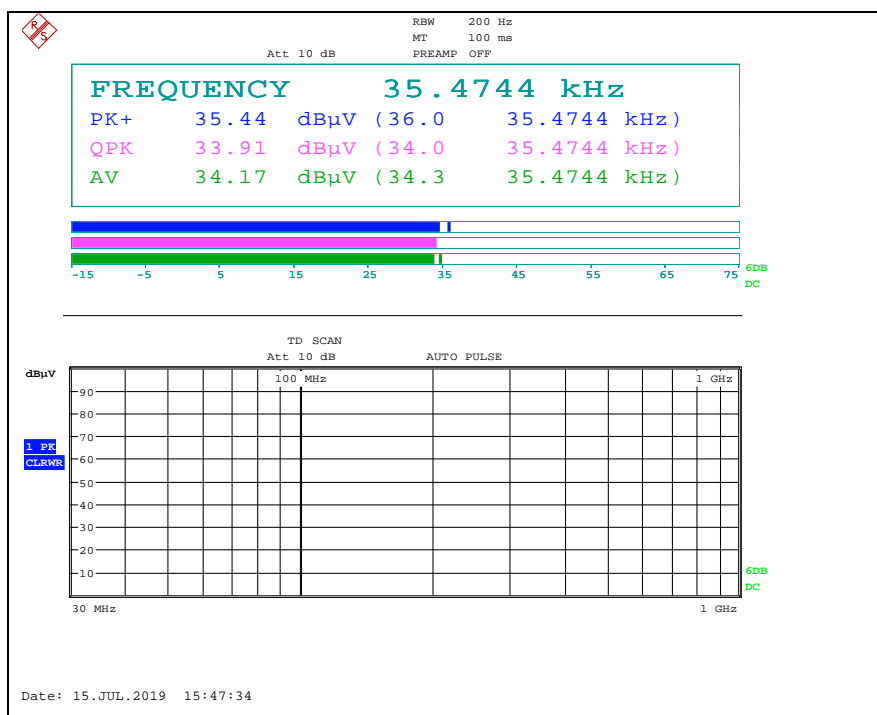 R S
RBW 200 Hz
MT 100 ms
Att 10 dB PREAMP OFF
FREQUENCY 35.4744 kHz
PK+ 35.44 dBµV (36.0 35.4744 kHz)
QPK 33.91 dBµV (34.0 35.4744 kHz)
AV 34.17 dBµV (34.3 35.4744 kHz)
-15 -5 5 15 25 35 45 55 65 75
6DB
DC
TD SCAN
Att 10 dB AUTO PULSE
dBµV
100 MHz 1 GHz
90
80
70
1 PK
CLRWR
60
50
40
30
20
10
6DB
DC
30 MHz 1 GHz
Date: 15.JUL.2019 15:47:34